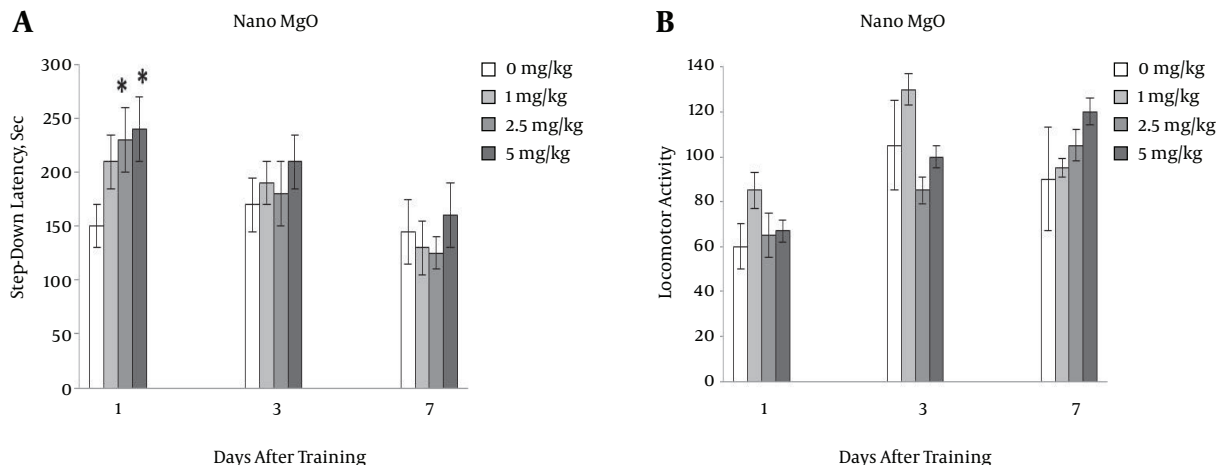 A
Nano MgO
Step-Down Latency, Sec
300
250
200
150
100
50
0
* *
0 mg/kg
1 mg/kg
2.5 mg/kg
5 mg/kg
1 3 7
Days After Training
B
Nano MgO
Locomotor Activity
140
120
100
80
60
40
20
0
0 mg/kg
1 mg/kg
2.5 mg/kg
5 mg/kg
1 3 7
Days After Training